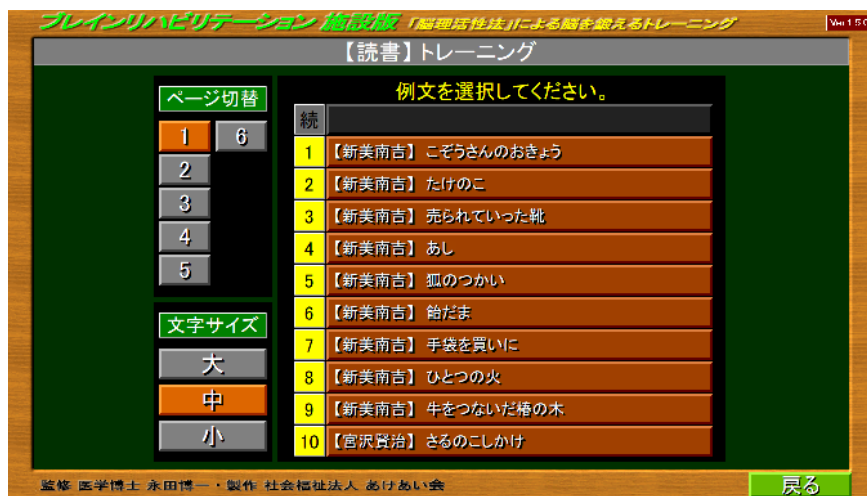 ブレインリハビリテーション 施設版 「脳理活性法」による脳を鍛えるトレーニング
Ver 1.5.0
【読書】トレーニング
ページ切替
1 6
2
3
4
5
文字サイズ
大
中
小
例文を選択してください。
続
1 【新美南吉】 こぞうさんのおきょう
2 【新美南吉】 たけのこ
3 【新美南吉】 売られていった靴
4 【新美南吉】 あし
5 【新美南吉】 狐のつかい
6 【新美南吉】 飴だま
7 【新美南吉】 手袋を買いに
8 【新美南吉】 ひとつの火
9 【新美南吉】 牛をつないだ椿の木
10 【宮沢賢治】 さるのこしかけ
監修 医学博士 永田博一・製作 社会福祉法人 あけあい会
戻る